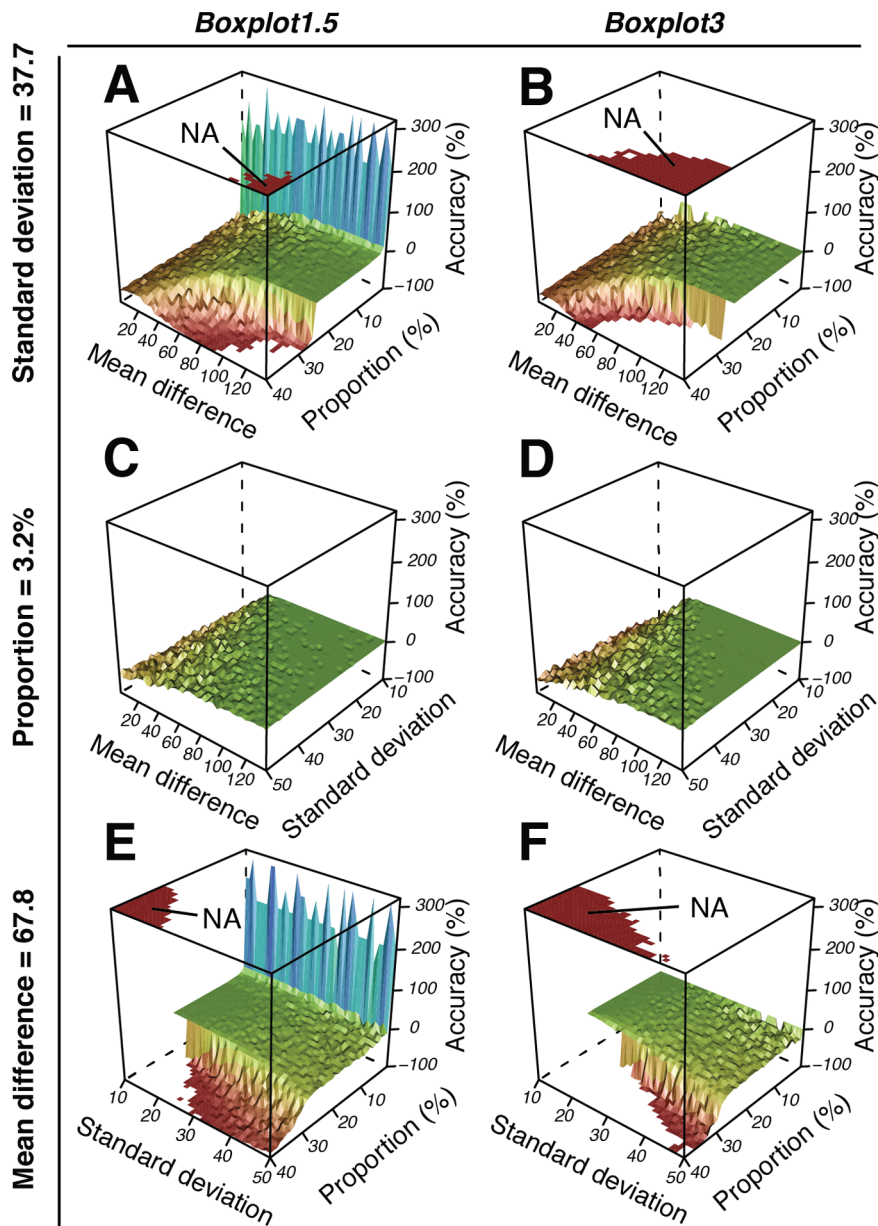 Boxplot1.5
Boxplot3
Standard deviation = 37.7
A
NA
300
200
100
0
−100
Accuracy (%)
20
40
60
80
100
120
Mean difference
10
20
30
40
Proportion (%)
B
NA
300
200
100
0
−100
Accuracy (%)
20
40
60
80
100
120
Mean difference
10
20
30
40
Proportion (%)
Proportion = 3.2%
C
300
200
100
0
−100
Accuracy (%)
20
40
60
80
100
120
Mean difference
10
20
30
40
50
Standard deviation
D
300
200
100
0
−100
Accuracy (%)
20
40
60
80
100
120
Mean difference
10
20
30
40
50
Standard deviation
Mean difference = 67.8
E
NA
300
200
100
0
−100
Accuracy (%)
10
20
30
40
50
Standard deviation
10
20
30
40
Proportion (%)
F
NA
300
200
100
0
−100
Accuracy (%)
10
20
30
40
50
Standard deviation
10
20
30
40
Proportion (%)